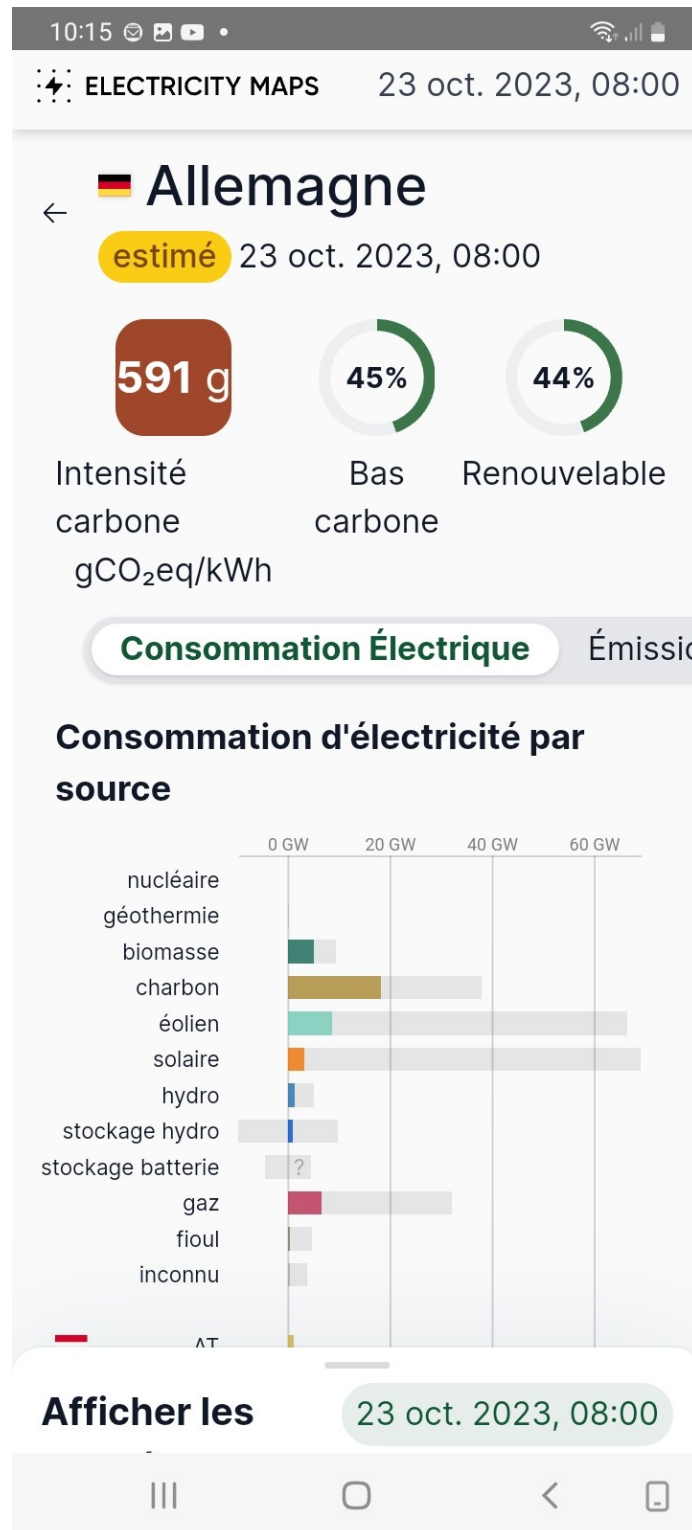 10:15
ELECTRICITY MAPS 23 oct. 2023, 08:00
Allemagne
estimé 23 oct. 2023, 08:00
591 g 45% 44%
Intensité Bas Renouvelable
carbone carbone
gCO₂eq/kWh
Consommation Électrique Émissio
Consommation d'électricité par
source
0 GW 20 GW 40 GW 60 GW
nucléaire
géothermie
biomasse
charbon
éolien
solaire
hydro
stockage hydro
stockage batterie ?
gaz
fioul
inconnu
AT
Afficher les 23 oct. 2023, 08:00